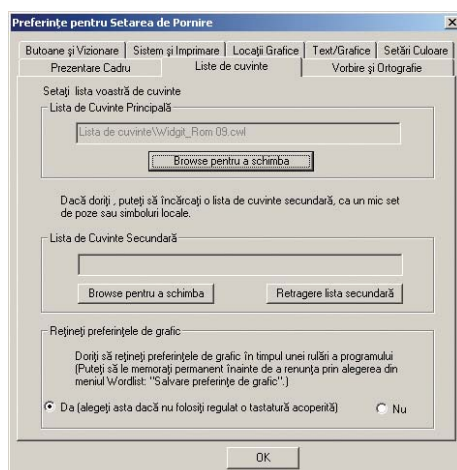 Preferințe pentru Setarea de Pornire
Butoane şi Vizionare Sistem şi Imprimare Locații Grafice Text/Grafice Setări Culoare
Prezentare Cadru Liste de cuvinte Vorbire şi Ortografie
Setați lista voastră de cuvinte
Lista de Cuvinte Principală
Lista de cuvinte\Widgit_Rom 09.cwl
Browse pentru a schimba
Dacă doriți , puteți să încărcați o lista de cuvinte secundară, ca un mic set
de poze sau simboluri locale.
Lista de Cuvinte Secundară
Browse pentru a schimba Retragere lista secundară
Rețineți preferințele de grafic
Doriți să rețineți preferințele de grafic în timpul unei rulări a programului
(Puteți să le memorați permanent înainte de a renunța prin alegerea din
meniul Wordlist: "Salvare preferințe de grafic".)
Da (alegeți asta dacă nu folosiți regulat o tastatură acoperită) Nu
OK